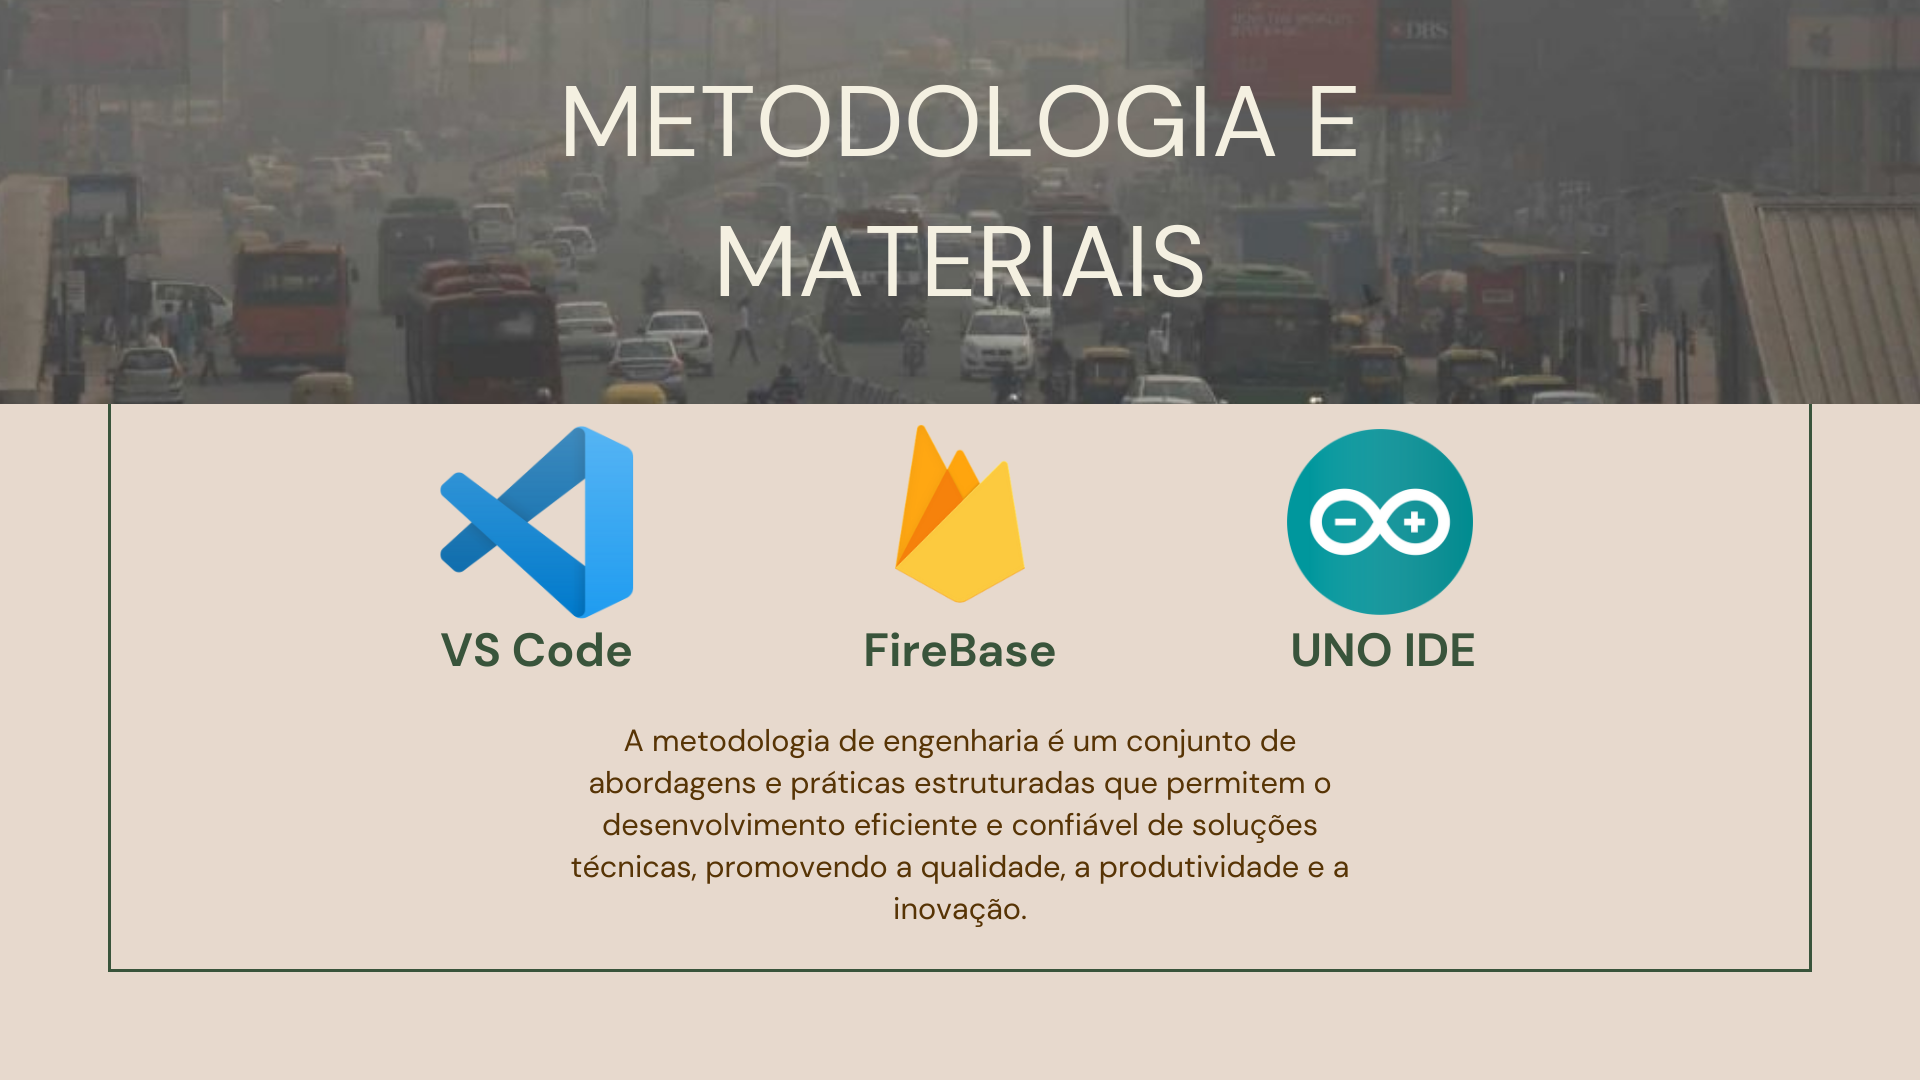 METODOLOGIA E
MATERIAIS
DBS
VS Code
FireBase
UNO IDE
A metodologia de engenharia é um conjunto de
abordagens e práticas estruturadas que permitem o
desenvolvimento eficiente e confiável de soluções
técnicas, promovendo a qualidade, a produtividade e a
inovação.